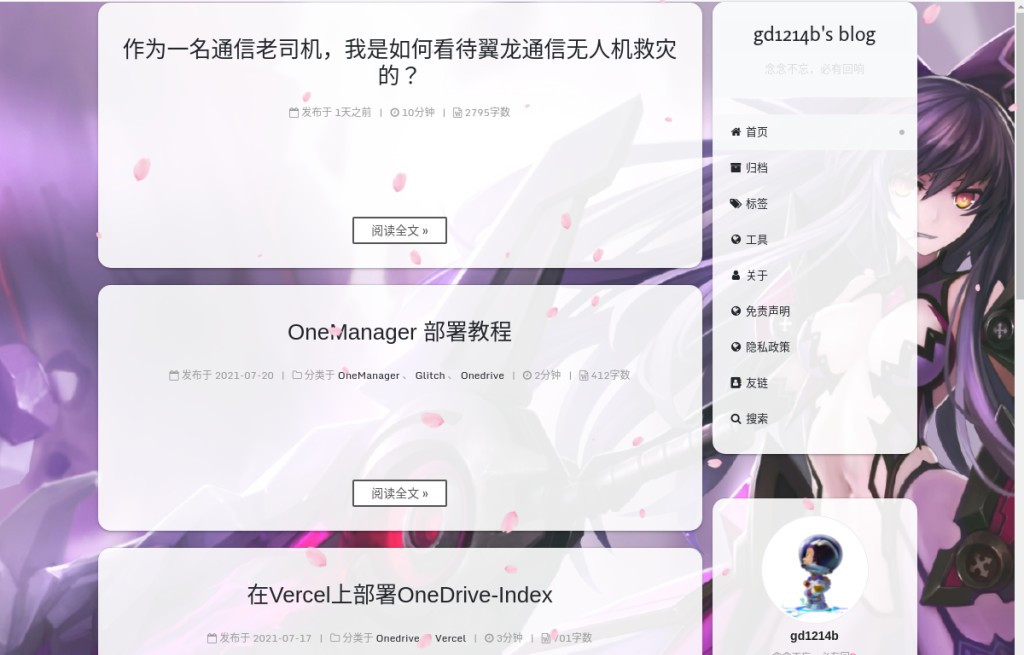 作为一名通信老司机，我是如何看待翼龙通信无人机救灾
的？
发布于 1天之前 | 10分钟 | 2795字数
阅读全文 »
OneManager 部署教程
发布于 2021-07-20 | 分类于 OneManager 、 Glitch 、 Onedrive | 2分钟 | 412字数
阅读全文 »
在Vercel上部署OneDrive-Index
发布于 2021-07-17 | 分类于 Onedrive 、 Vercel | 3分钟 | 701字数
gd1214b's blog
念念不忘，必有回响
首页
归档
标签
工具
关于
免责声明
隐私政策
友链
搜索
gd1214b